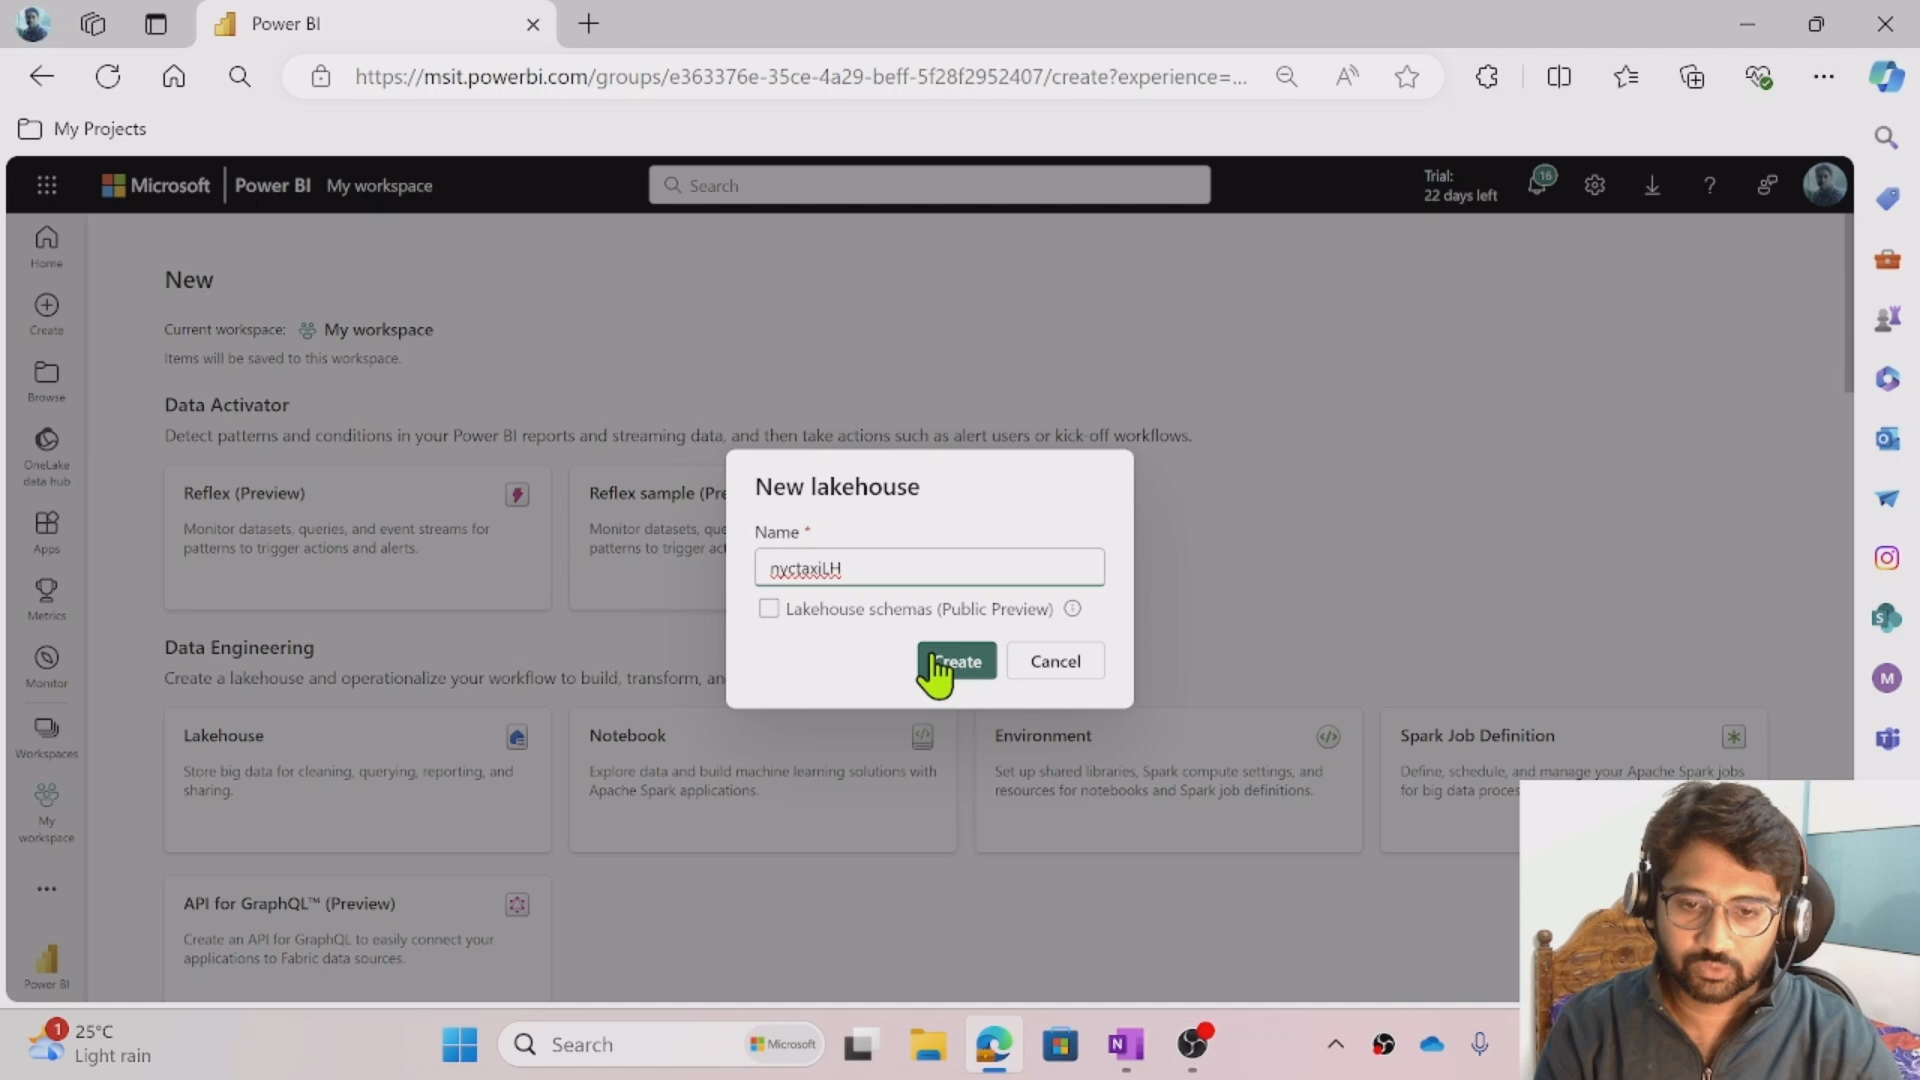 Power BI
https://msit.powerbi.com/groups/e363376e-35ce-4a29-beff-5f28f2952407/create?experience=...
My Projects
Microsoft
Power BI
My workspace
Search
Trial:
22 days left
16
?
Home
Create
Browse
OneLake
data hub
Apps
Metrics
Monitor
Workspaces
My
workspace
Power BI
New
Current workspace: My workspace
Items will be saved to this workspace.
Data Activator
Detect patterns and conditions in your Power BI reports and streaming data, and then take actions such as alert users or kick-off workflows.
Reflex (Preview)
Monitor datasets, queries, and event streams for
patterns to trigger actions and alerts.
Reflex sample (Pre
Monitor datasets, que
patterns to trigger act
New lakehouse
Name *
nyctaxiLH
Lakehouse schemas (Public Preview)
Create
Cancel
Data Engineering
Create a lakehouse and operationalize your workflow to build, transform, an
Lakehouse
Store big data for cleaning, querying, reporting, and
sharing.
Notebook
Explore data and build machine learning solutions with
Apache Spark applications.
Environment
Set up shared libraries, Spark compute settings, and
resources for notebooks and Spark job definitions.
Spark Job Definition
Define, schedule, and manage your Apache Spark jobs
for big data proces
API for GraphQL™ (Preview)
Create an API for GraphQL to easily connect your
applications to Fabric data sources.
M
1
25°C
Light rain
Search
Microsoft